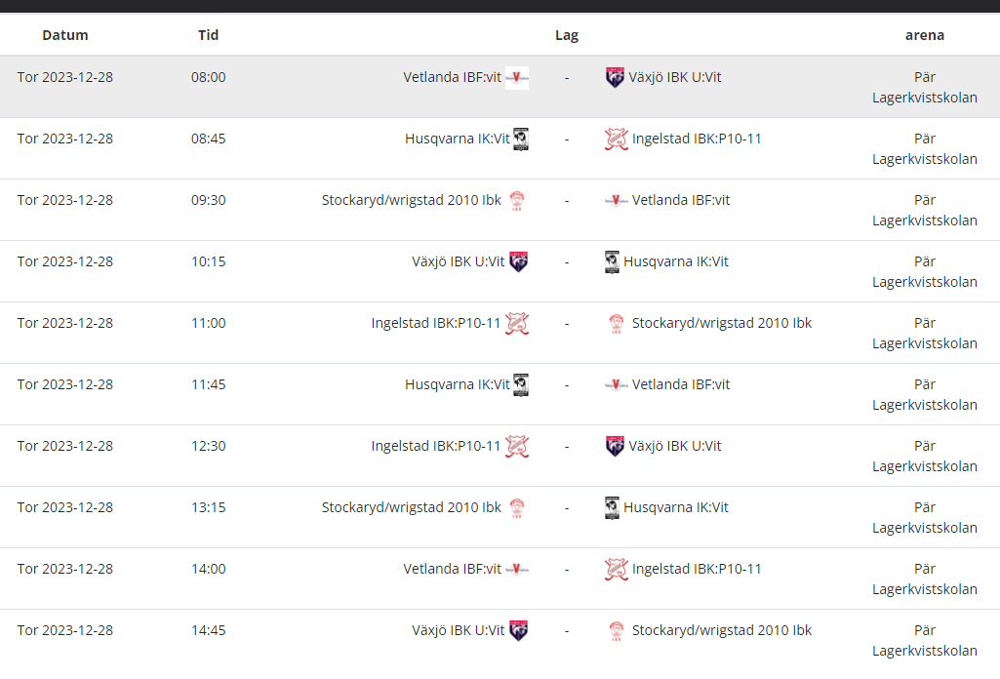 Datum Tid Lag arena
Tor 2023-12-28 08:00 Vetlanda IBF:vit - Växjö IBK U:Vit Pär
Lagerkvistskolan
Tor 2023-12-28 08:45 Husqvarna IK:Vit - Ingelstad IBK:P10-11 Pär
Lagerkvistskolan
Tor 2023-12-28 09:30 Stockaryd/wrigstad 2010 Ibk - Vetlanda IBF:vit Pär
Lagerkvistskolan
Tor 2023-12-28 10:15 Växjö IBK U:Vit - Husqvarna IK:Vit Pär
Lagerkvistskolan
Tor 2023-12-28 11:00 Ingelstad IBK:P10-11 - Stockaryd/wrigstad 2010 Ibk Pär
Lagerkvistskolan
Tor 2023-12-28 11:45 Husqvarna IK:Vit - Vetlanda IBF:vit Pär
Lagerkvistskolan
Tor 2023-12-28 12:30 Ingelstad IBK:P10-11 - Växjö IBK U:Vit Pär
Lagerkvistskolan
Tor 2023-12-28 13:15 Stockaryd/wrigstad 2010 Ibk - Husqvarna IK:Vit Pär
Lagerkvistskolan
Tor 2023-12-28 14:00 Vetlanda IBF:vit - Ingelstad IBK:P10-11 Pär
Lagerkvistskolan
Tor 2023-12-28 14:45 Växjö IBK U:Vit - Stockaryd/wrigstad 2010 Ibk Pär
Lagerkvistskolan